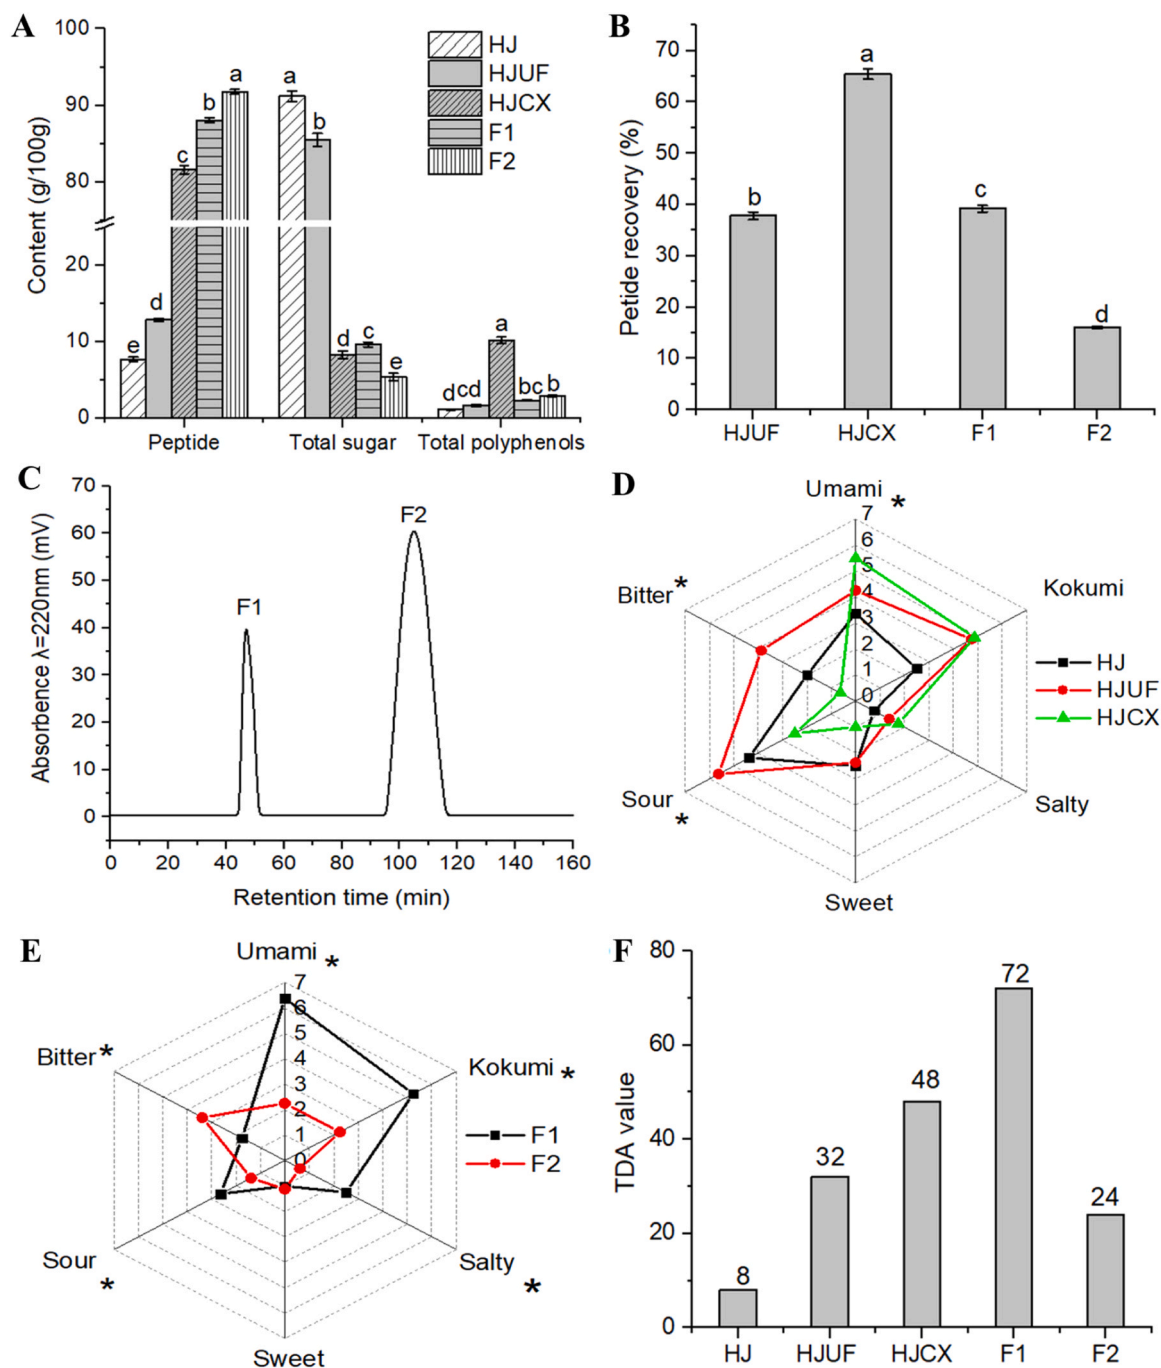 A
Content (g/100g)
100
90
80
20
10
0
HJ
HJUF
HJCX
F1
F2
e
d
c
b
a
a
b
d
c
e
d
cd
a
bc
b
Peptide
Total sugar
Total polyphenols
B
Petide recovery (%)
70
60
50
40
30
20
10
0
b
a
c
d
HJUF
HJCX
F1
F2
C
Absorbence λ=220nm (mV)
70
60
50
40
30
20
10
0
F1
F2
0 20 40 60 80 100 120 140 160
Retention time (min)
D
Umami *
Bitter *
Kokumi
7
6
5
4
3
2
1
0
HJ
HJUF
HJCX
Sour
*
Salty
Sweet
E
Umami *
Bitter *
Kokumi *
7
6
5
4
3
2
1
0
F1
F2
Sour
*
Salty *
Sweet
F
TDA value
80
60
40
20
0
8
32
48
72
24
HJ
HJUF
HJCX
F1
F2